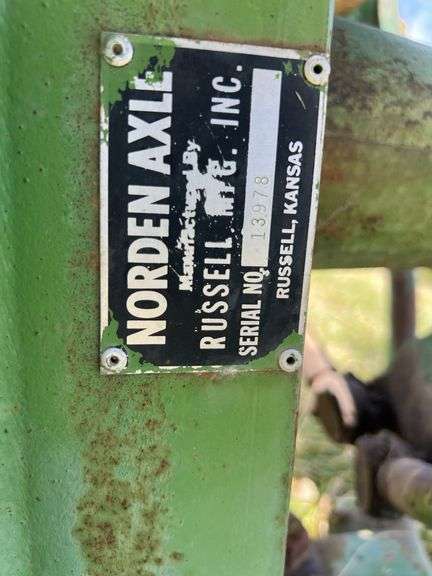 NORDEN AXLE
Manufactured By
RUSSELL MFG. INC.
SERIAL NO. 13978
RUSSELL, KANSAS